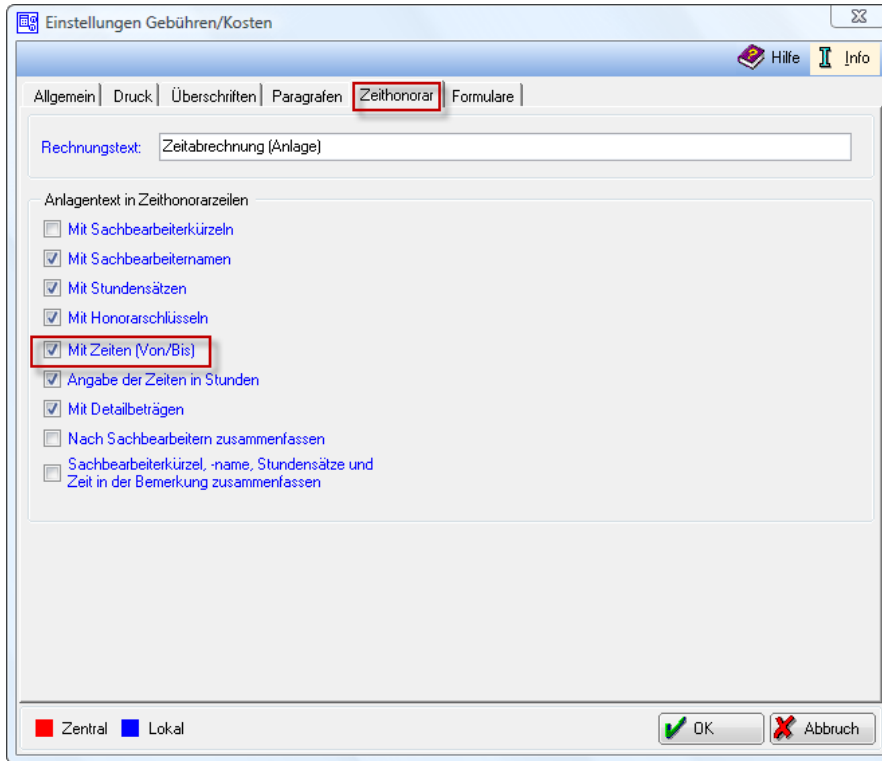 Einstellungen Gebühren/Kosten
Hilfe Info
Allgemein Druck Überschriften Paragrafen Zeithonorar Formulare
Rechnungstext: Zeitabrechnung (Anlage)
Anlagentext in Zeithonorarzeilen
Mit Sachbearbeiterkürzeln
Mit Sachbearbeiternamen
Mit Stundensätzen
Mit Honorarschlüsseln
Mit Zeiten (Von/Bis)
Angabe der Zeiten in Stunden
Mit Detailbeträgen
Nach Sachbearbeitern zusammenfassen
Sachbearbeiterkürzel, -name, Stundensätze und
Zeit in der Bemerkung zusammenfassen
Zentral Lokal OK Abbruch